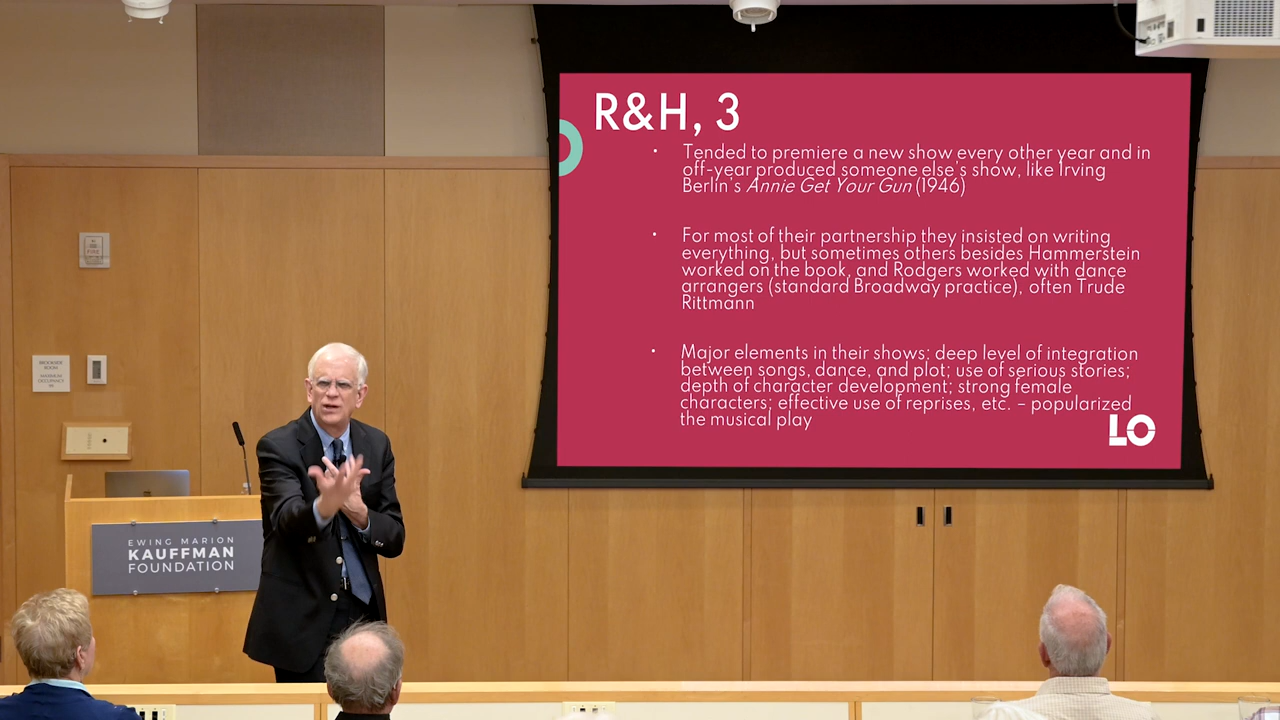 R&H, 3
• Tended to premiere a new show every other year and in
off-year produced someone else's show, like Irving
Berlin's Annie Get Your Gun (1946)
• For most of their partnership they insisted on writing
everything, but sometimes others besides Hammerstein
worked on the book, and Rodgers worked with dance
arrangers (standard Broadway practice), often Trude
Rittmann
• Major elements in their shows: deep level of integration
between songs, dance, and plot; use of serious stories;
depth of character development; strong female
characters; effective use of reprises, etc. – popularized
the musical play
LO
BROOKSIDE
ROOM
MAXIMUM
OCCUPANCY
EWING MARION
KAUFFMAN
FOUNDATION